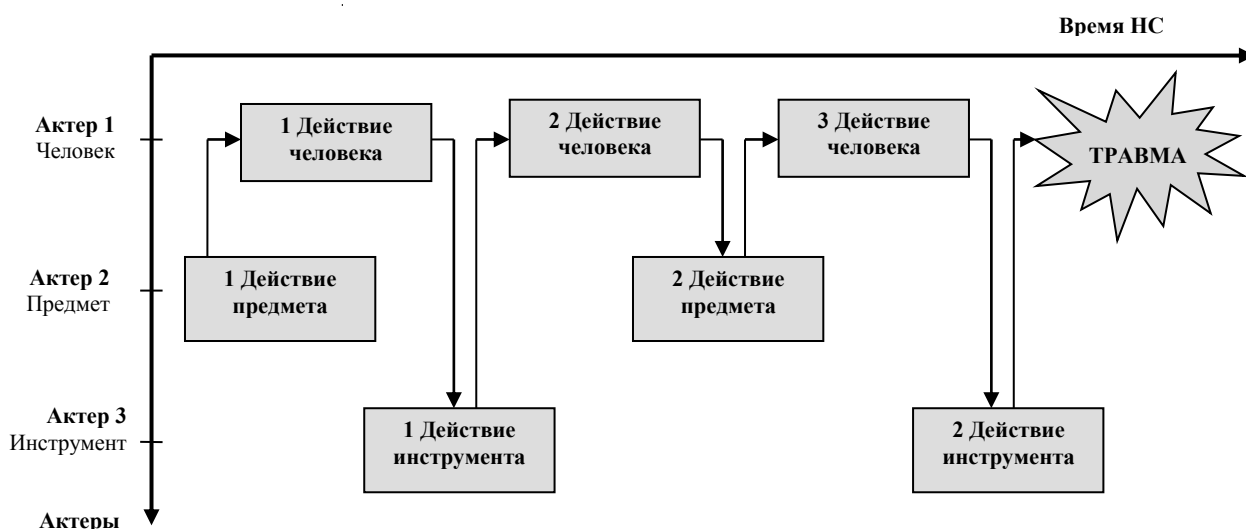 Время НС
Актер 1
Человек
1 Действие
человека
2 Действие
человека
3 Действие
человека
ТРАВМА
Актер 2
Предмет
1 Действие
предмета
2 Действие
предмета
Актер 3
Инструмент
1 Действие
инструмента
2 Действие
инструмента
Актеры